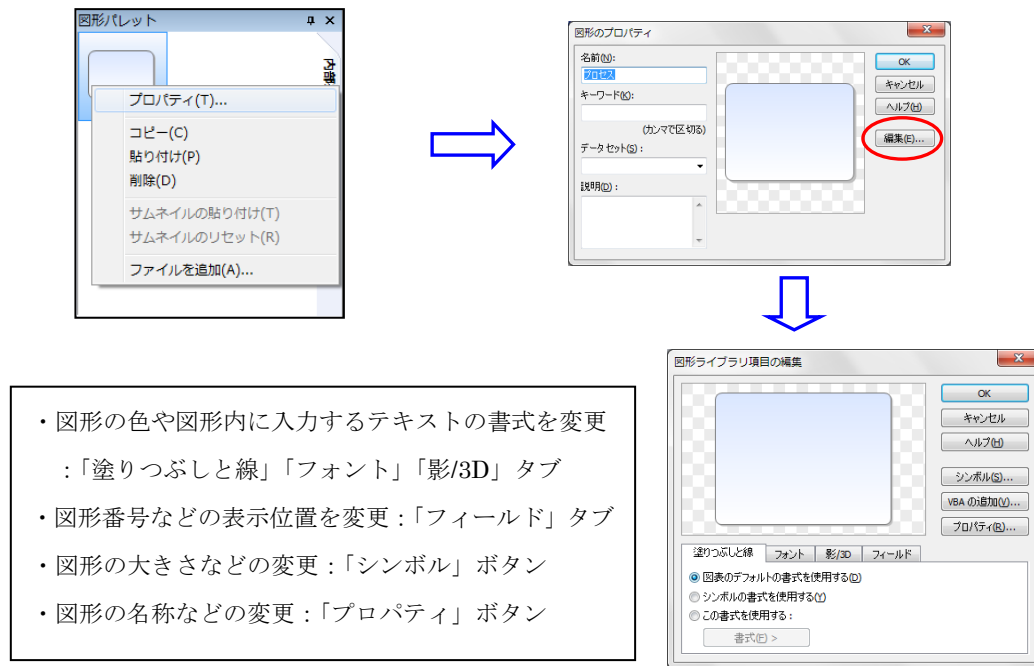 図形パレット
内部
プロパティ(T)...
コピー(C)
貼り付け(P)
削除(D)
サムネイルの貼り付け(T)
サムネイルのリセット(R)
ファイルを追加(A)...
図形のプロパティ
名前(N):
プロセス
キーワード(K):
(カンマで区切る)
データセット(S) :
説明(D) :
OK
キャンセル
ヘルプ(H)
編集(E)...
図形ライブラリ項目の編集
OK
キャンセル
ヘルプ(H)
シンボル(S)...
VBA の追加(V)...
プロパティ(R)...
塗りつぶしと線 フォント 影/3D フィールド
図表のデフォルトの書式を使用する(D)
シンボルの書式を使用する(Y)
この書式を使用する :
書式(F) >
・図形の色や図形内に入力するテキストの書式を変更
:「塗りつぶしと線」「フォント」「影/3D」タブ
・図形番号などの表示位置を変更 :「フィールド」タブ
・図形の大きさなどの変更 :「シンボル」ボタン
・図形の名称などの変更 :「プロパティ」ボタン